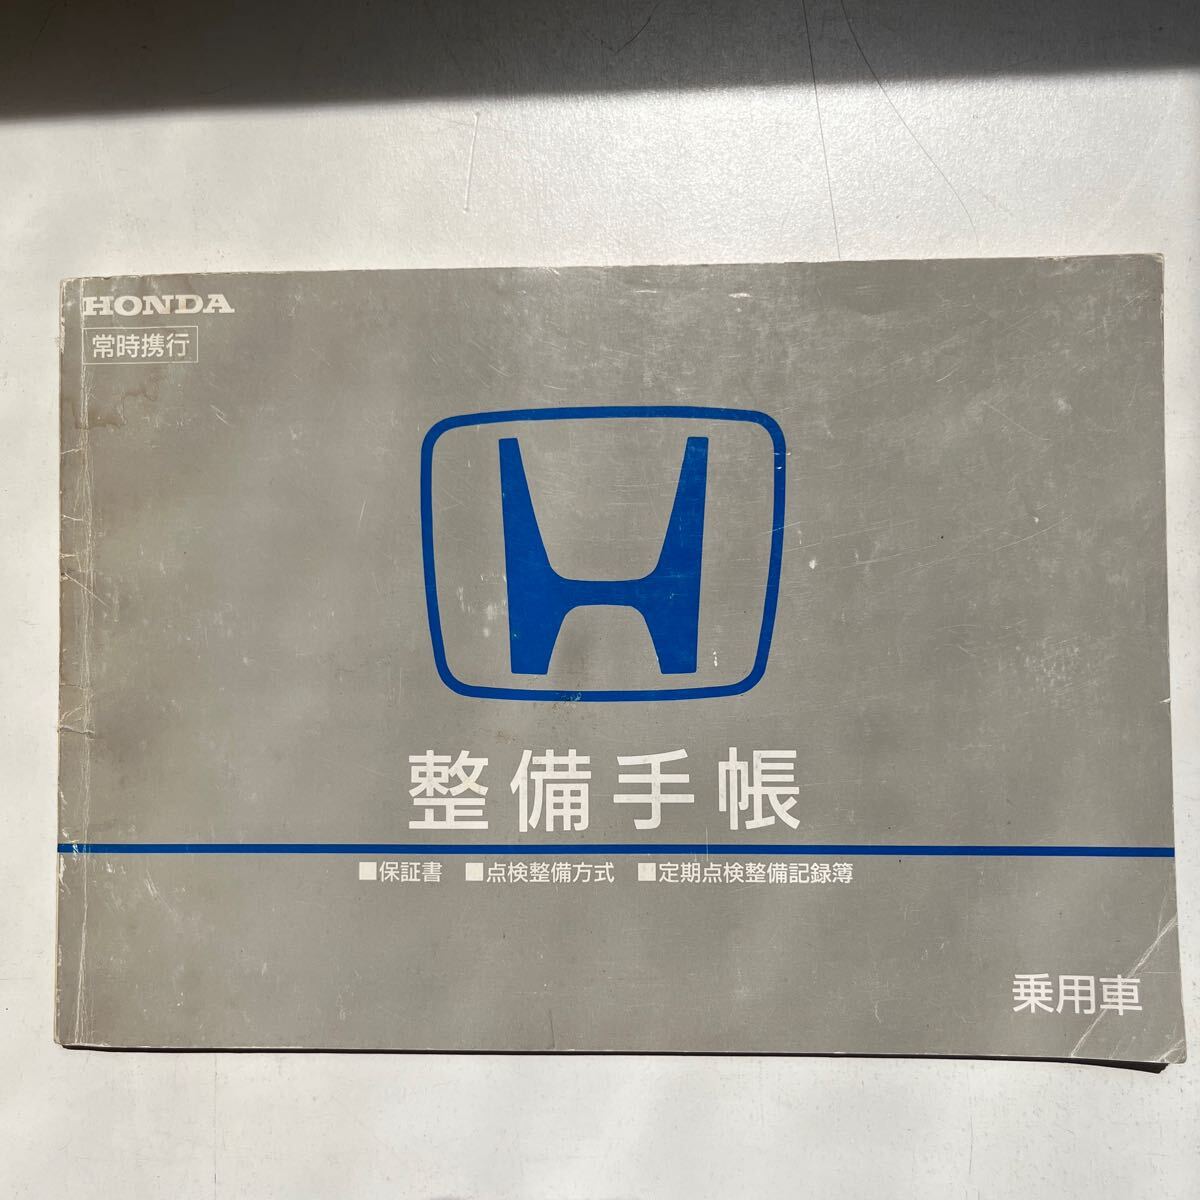 HONDA
常時携行
整備手帳
■保証書 ■点検整備方式 ■定期点検整備記録簿
乗用車